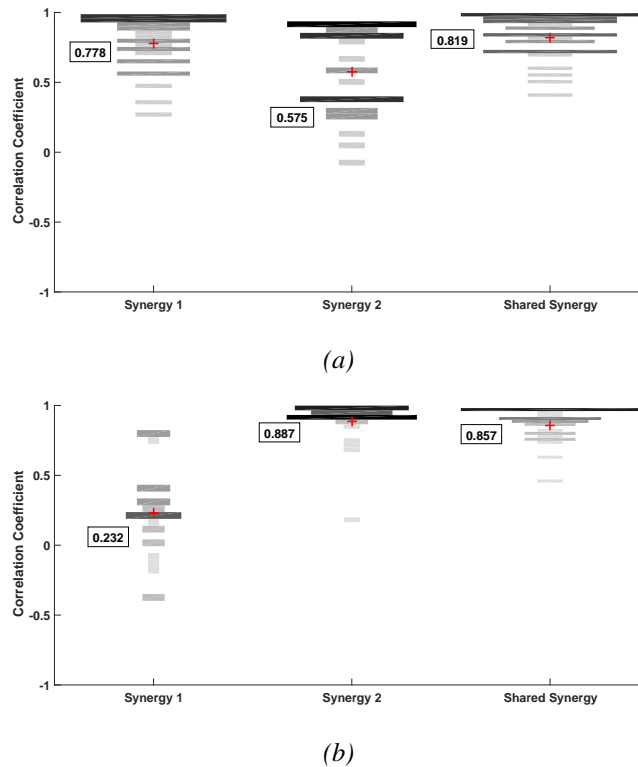 1
0.5
0
-0.5
-1
Correlation Coefficient
0.778
0.575
0.819
Synergy 1
Synergy 2
Shared Synergy
(a)
1
0.5
0
-0.5
-1
Correlation Coefficient
0.232
0.887
0.857
Synergy 1
Synergy 2
Shared Synergy
(b)